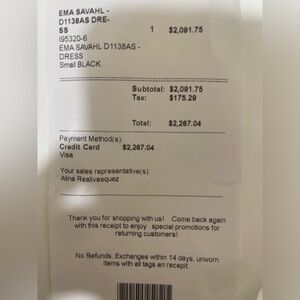 EMA SAVAHL -
D1138AS DRE-
SS 1 $2,091.75
I95320-6
EMA SAVAHL D1138AS -
DRESS
Small BLACK
Subtotal: $2,091.75
Tax: $175.29
Total: $2,267.04
Payment Method(s):
Credit Card $2,267.04
Visa
Your sales representative(s):
Alina Realivasquez
Thank you for shopping with us! Come back again
with this receipt to enjoy special promotions for
returning customers!
No Refunds. Exchanges within 14 days, unworn
items with all tags an receipt.